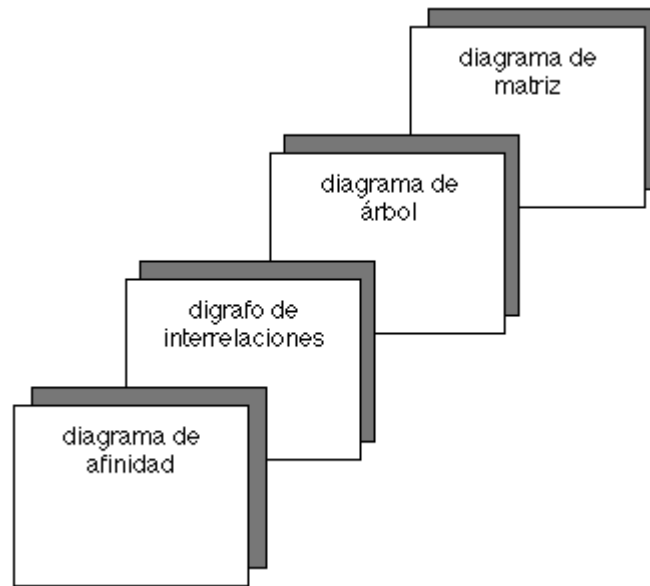 diagrama de
matriz
diagrama de
árbol
digrafo de
interrelaciones
diagrama de
afinidad